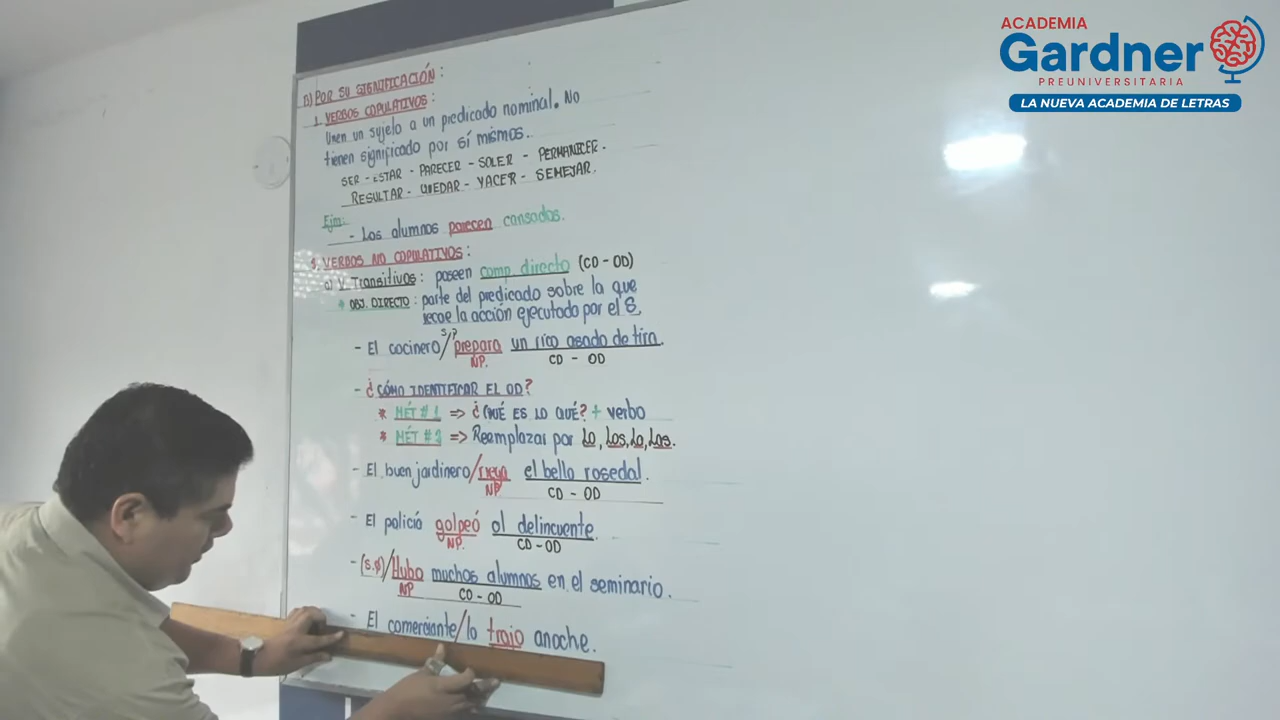 ACADEMIA
Gardner
PREUNIVERSITARIA
LA NUEVA ACADEMIA DE LETRAS
B) POR SU SIGNIFICACIÓN:
1. VERBOS COPULATIVOS:
Unen un sujeto a un predicado nominal. No
tienen significado por sí mismos.
SER - ESTAR - PARECER - SOLER - PERMANECER.
RESULTAR - QUEDAR - YACER - SEMEJAR.
Ejm:
- Los alumnos parecen cansados.
2. VERBOS NO COPULATIVOS:
a) V. Transitivos: poseen comp. directo (CD - OD)
* OBJ. DIRECTO: parte del predicado sobre la que
recae la acción ejecutado por el S.
- El cocinero/prepara un rico asado de tira.
NP. CD - OD
- ¿CÓMO IDENTIFICAR EL OD?
* MÉT # 1 => ¿QUÉ ES LO QUÉ? + verbo
* MÉT # 2 => Reemplazar por Lo, Los, La, Las.
- El buen jardinero/riega el bello rosedal.
NP CD - OD
- El policía golpeó al delincuente.
NP. CD - OD
- (S.Ø)/Hubo muchos alumnos en el seminario.
NP CD - OD
- El comerciante/lo trajo anoche.